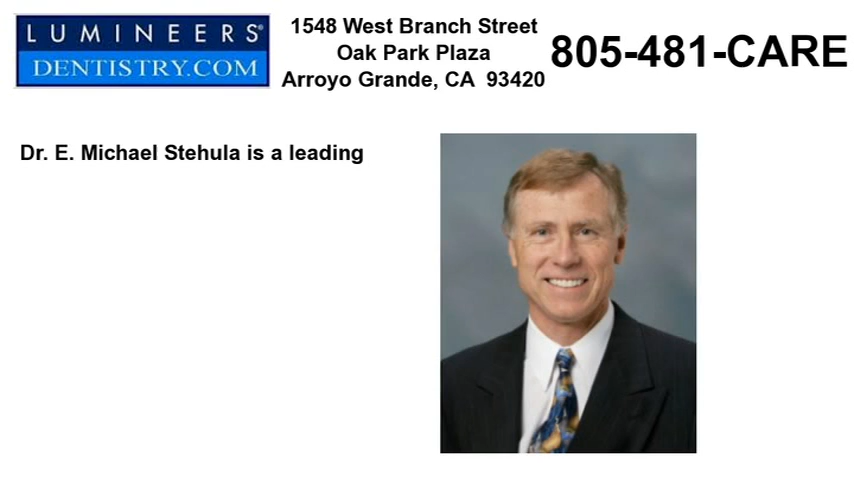 LUMINEERS®
DENTISTRY.COM
1548 West Branch Street
Oak Park Plaza
Arroyo Grande, CA  93420
805-481-CARE
Dr. E. Michael Stehula is a leading